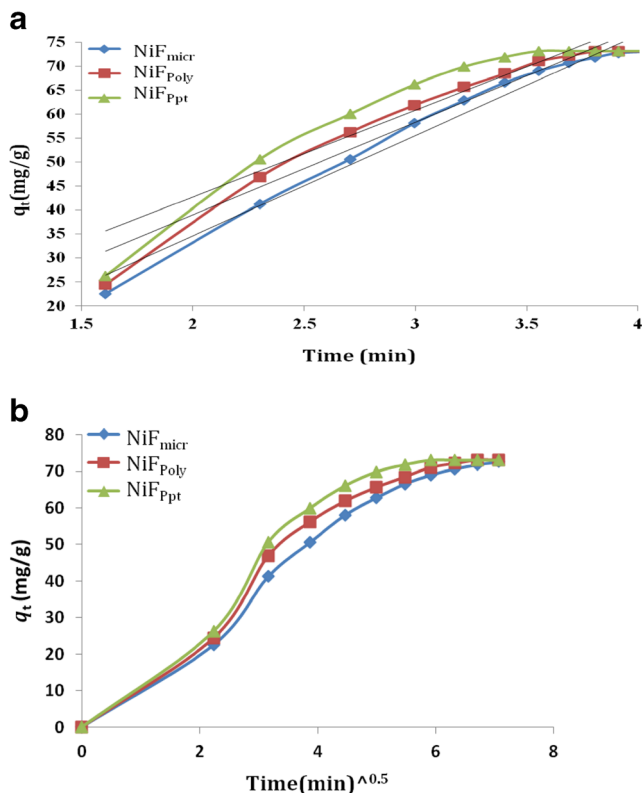 a
75
70
65
60
55
50
45
40
35
30
25
20
qt(mg/g)
NiFmicr
NiFPoly
NiFPpt
1.5 2 2.5 3 3.5 4
Time (min)
b
80
70
60
50
40
30
20
10
0
qt (mg/g)
NiFmicr
NiFPoly
NiFPpt
0 2 4 6 8
Time(min)^0.5